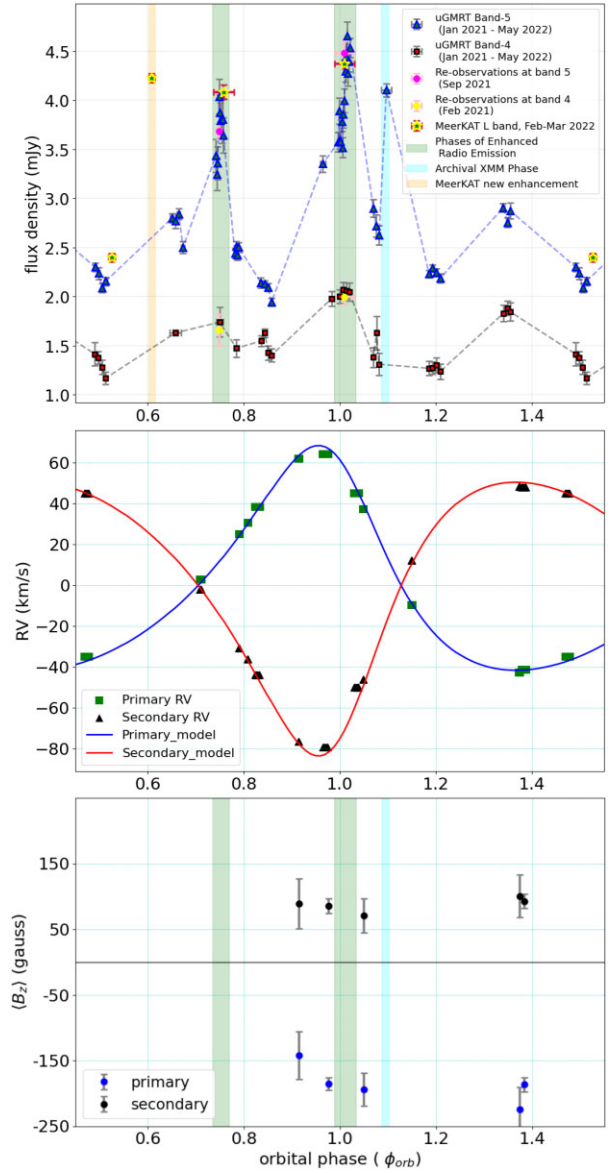 4.5
4.0
3.5
3.0
2.5
2.0
1.5
1.0
flux density (mJy)
uGMRT Band-5
(Jan 2021 - May 2022)
uGMRT Band-4
(Jan 2021 - May 2022)
Re-observations at band 5
(Sep 2021
Re-observations at band 4
(Feb 2021)
MeerKAT L band, Feb-Mar 2022
Phases of Enhanced
Radio Emission
Archival XMM Phase
MeerKAT new enhancement
0.6 0.8 1.0 1.2 1.4
60
40
20
0
−20
−40
−60
−80
RV (km/s)
Primary RV
Secondary RV
Primary_model
Secondary_model
0.6 0.8 1.0 1.2 1.4
150
50
-50
-150
-250
⟨B_z⟩ (gauss)
primary
secondary
0.6 0.8 1.0 1.2 1.4
orbital phase ( ϕ_orb)